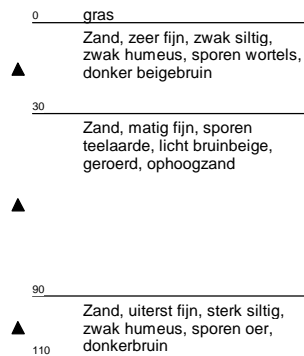 0 gras
Zand, zeer fijn, zwak siltig,
zwak humeus, sporen wortels,
donker beigebruin
30
Zand, matig fijn, sporen
teelaarde, licht bruinbeige,
geroerd, ophoogzand
90
Zand, uiterst fijn, sterk siltig,
zwak humeus, sporen oer,
110 donkerbruin